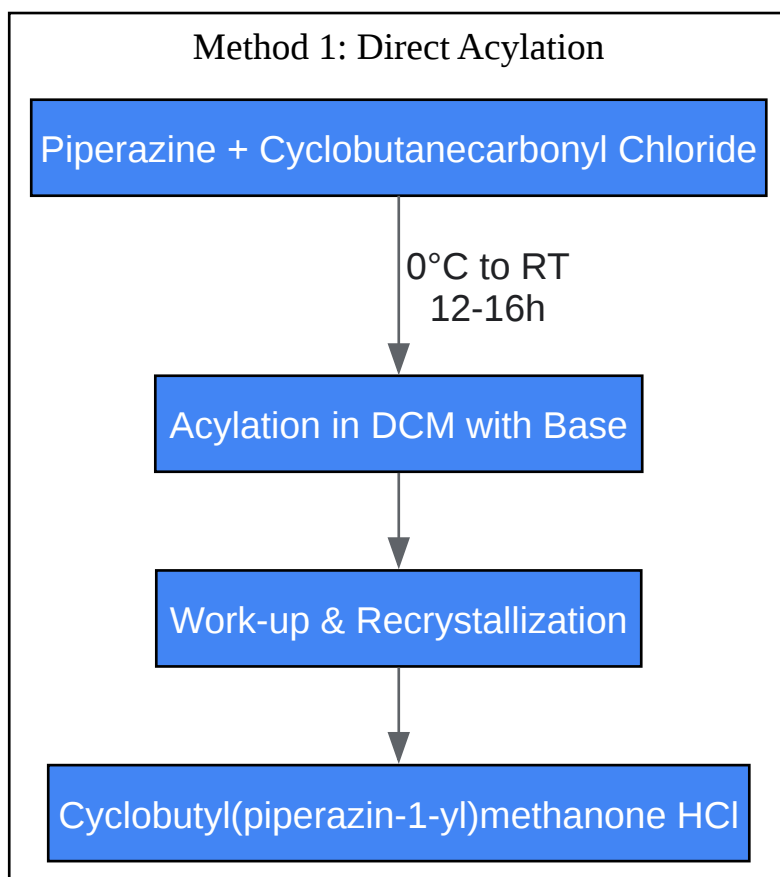 Method 1: Direct Acylation
Piperazine + Cyclobutanecarbonyl Chloride
0°C to RT
12-16h
Acylation in DCM with Base
Work-up & Recrystallization
Cyclobutyl(piperazin-1-yl)methanone HCl